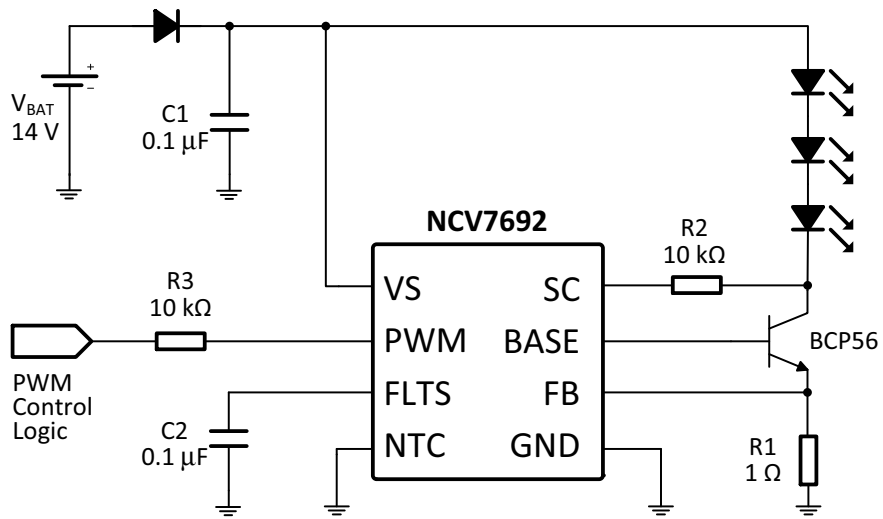 +
−
V_BAT
14 V
C1
0.1 μF
NCV7692
R3
10 kΩ
R2
10 kΩ
VS
SC
PWM
BASE
FLTS
FB
NTC
GND
BCP56
PWM
Control
Logic
C2
0.1 μF
R1
1 Ω